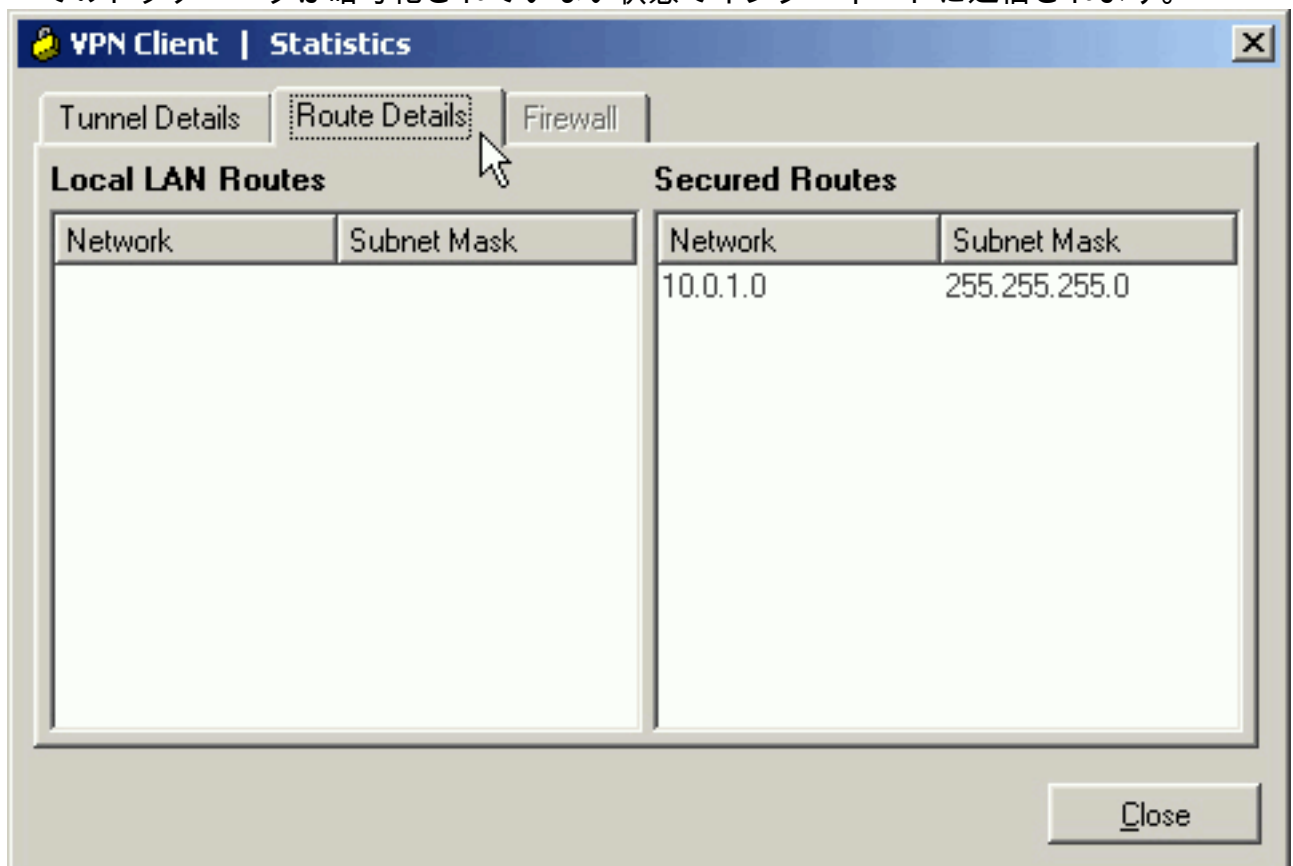 VPN Client | Statistics
Tunnel Details
Route Details
Firewall
Local LAN Routes
Secured Routes
Network
Subnet Mask
Network
Subnet Mask
10.0.1.0
255.255.255.0
Close